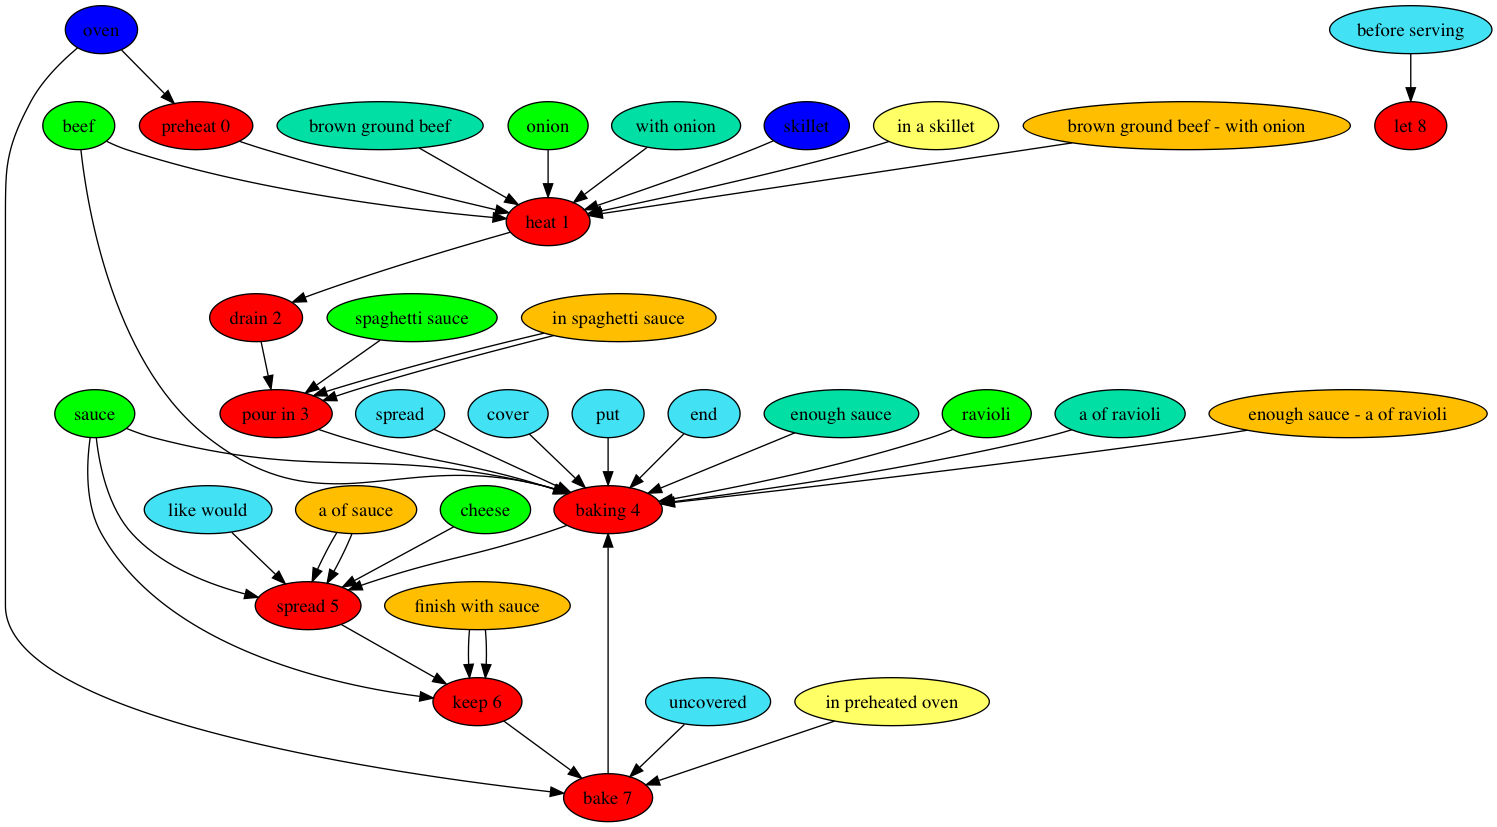 oven
before serving
beef
preheat 0
brown ground beef
onion
with onion
skillet
in a skillet
brown ground beef - with onion
let 8
heat 1
drain 2
spaghetti sauce
in spaghetti sauce
sauce
pour in 3
spread
cover
put
end
enough sauce
ravioli
a of ravioli
enough sauce - a of ravioli
like would
a of sauce
cheese
baking 4
spread 5
finish with sauce
keep 6
uncovered
in preheated oven
bake 7